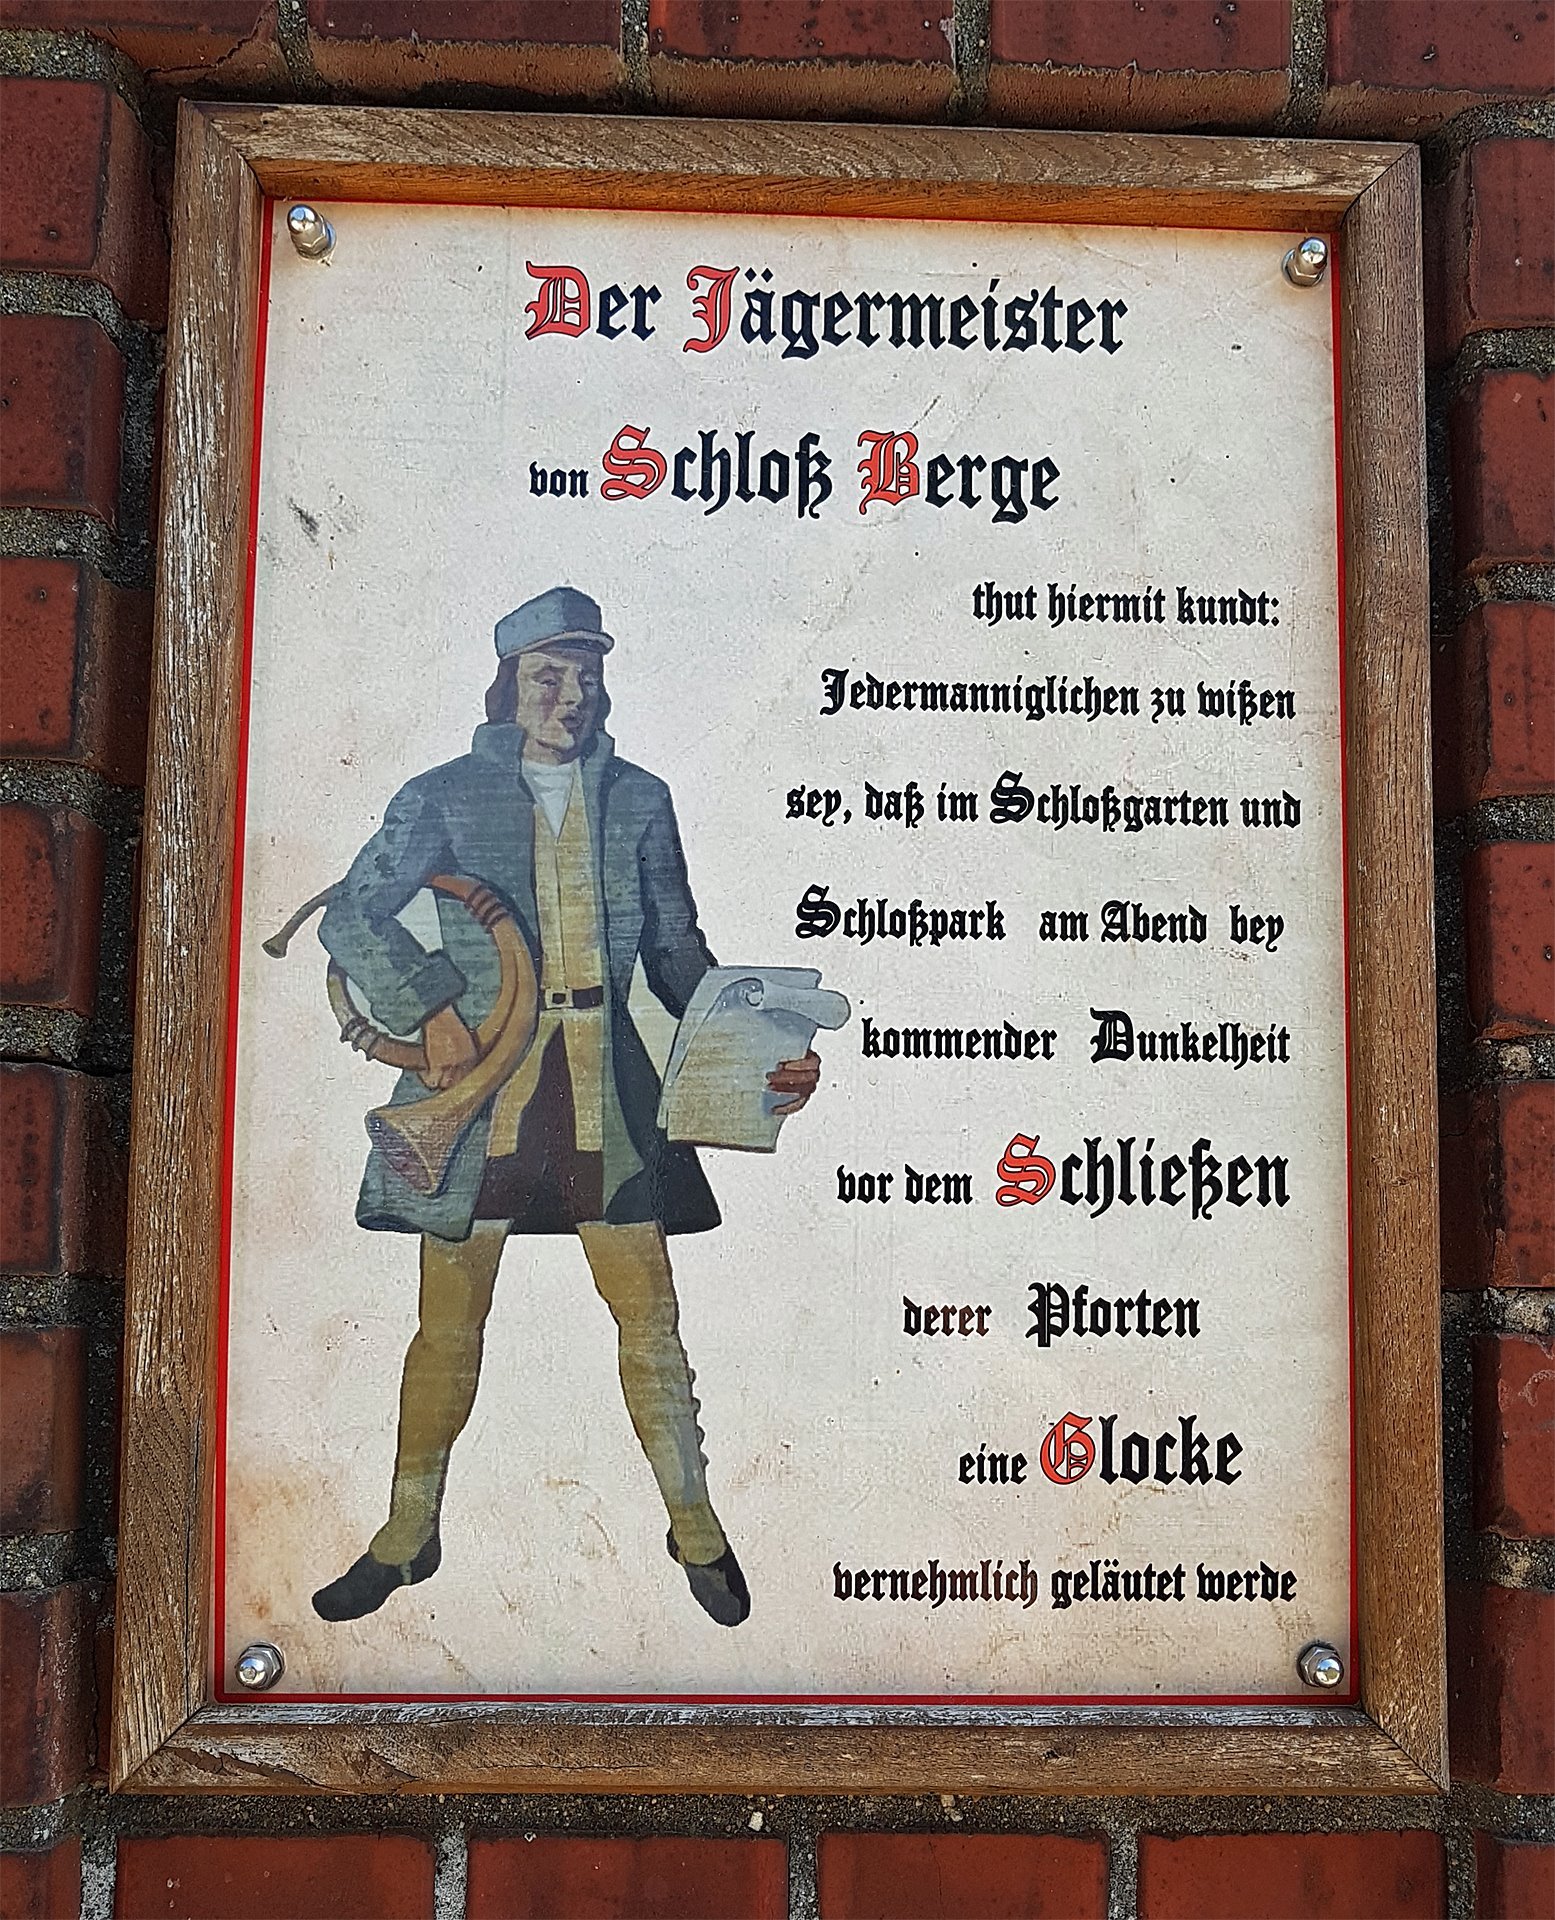 Der Jägermeister
von Schloß Berge
thut hiermit kundt:
Jedermanniglichen zu wißen
sey, daß im Schloßgarten und
Schloßpark am Abend bey
kommender Dunkelheit
vor dem Schließen
derer Pforten
eine Glocke
vernehmlich geläutet werde